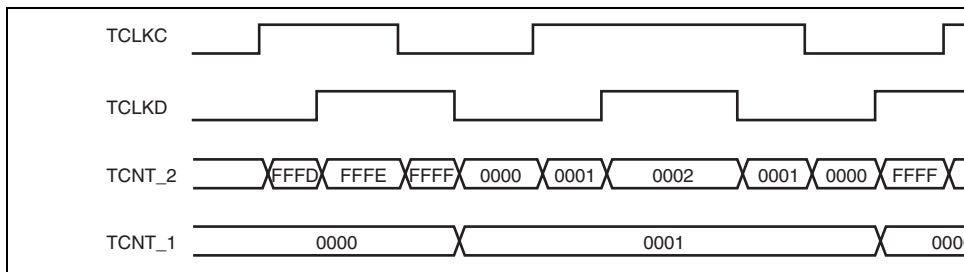 TCLKC
TCLKD
TCNT_2 FFFD FFFE FFFF 0000 0001 0002 0001 0000 FFFF
TCNT_1 0000 0001